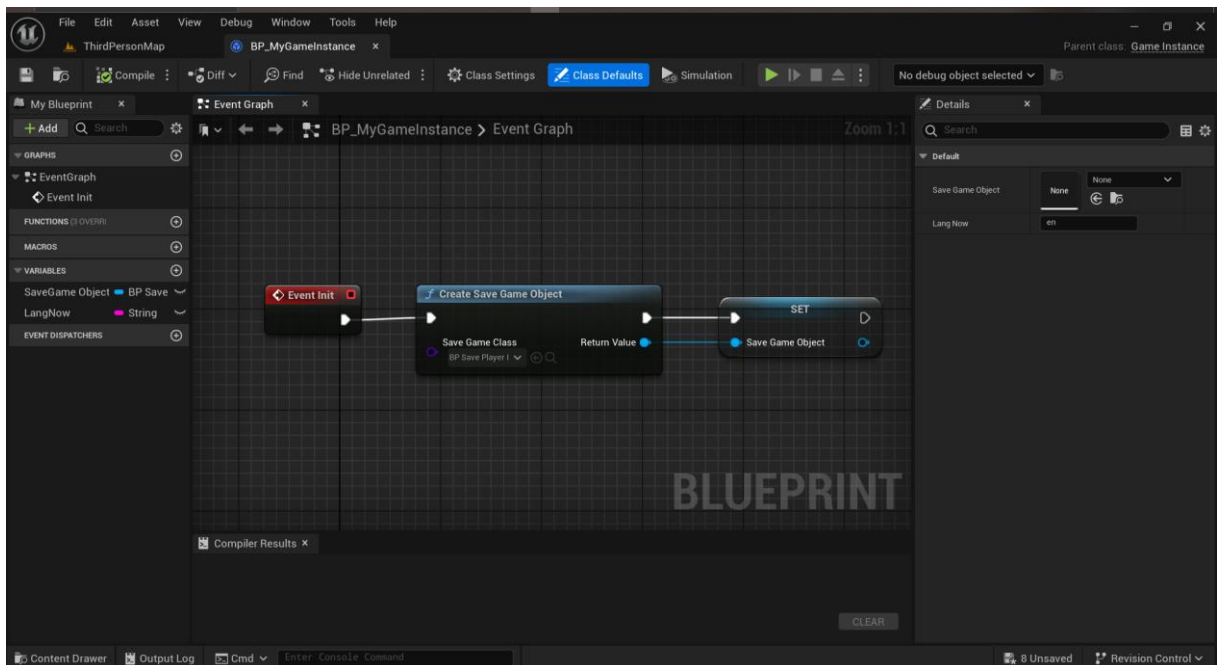 File Edit Asset View Debug Window Tools Help
ThirdPersonMap
BP_MyGameInstance
Parent class: Game Instance
Compile
Diff
Find
Hide Unrelated
Class Settings
Class Defaults
Simulation
No debug object selected
My Blueprint
Event Graph
Details
Add
Search
BP_MyGameInstance > Event Graph
Zoom 1:1
Search
GRAPHS
EventGraph
Event Init
FUNCTIONS (3 OVERRI
MACROS
VARIABLES
SaveGame Object BP Save
LangNow String
EVENT DISPATCHERS
Event Init
Create Save Game Object
Save Game Class
BP Save Player I
Return Value
SET
Save Game Object
BLUEPRINT
Default
Save Game Object
None
None
Lang Now
en
Compiler Results
CLEAR
Content Drawer
Output Log
Cmd
Enter Console Command
8 Unsaved
Revision Control